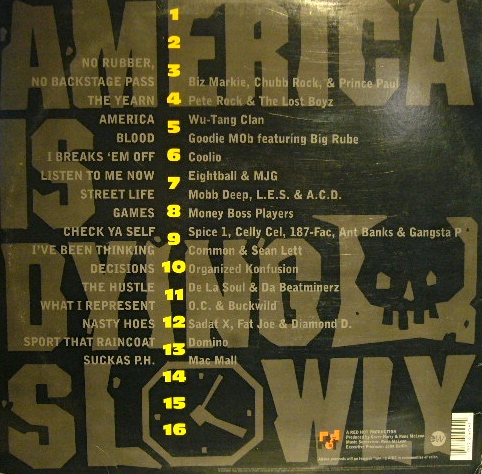 AMERICA
IS
DYING
SLOWLY
1
2
3
4
5
6
7
8
9
10
11
12
13
14
15
16
NO RUBBER,
NO BACKSTAGE PASS Biz Markie, Chubb Rock, & Prince Paul
THE YEARN Pete Rock & The Lost Boyz
AMERICA Wu-Tang Clan
BLOOD Goodie MOb featuring Big Rube
I BREAKS 'EM OFF Coolio
LISTEN TO ME NOW Eightball & MJG
STREET LIFE Mobb Deep, L.E.S. & A.C.D.
GAMES Money Boss Players
CHECK YA SELF Spice 1, Celly Cel, 187-Fac, Ant Banks & Gangsta P
I'VE BEEN THINKING Common & Sean Lett
DECISIONS Organized Konfusion
THE HUSTLE De La Soul & Da Beatminerz
WHAT I REPRESENT O.C. & Buckwild
NASTY HOES Sadat X, Fat Joe & Diamond D.
SPORT THAT RAINCOAT Domino
SUCKAS P.H. Mac Mall
A RED HOT PRODUCTION